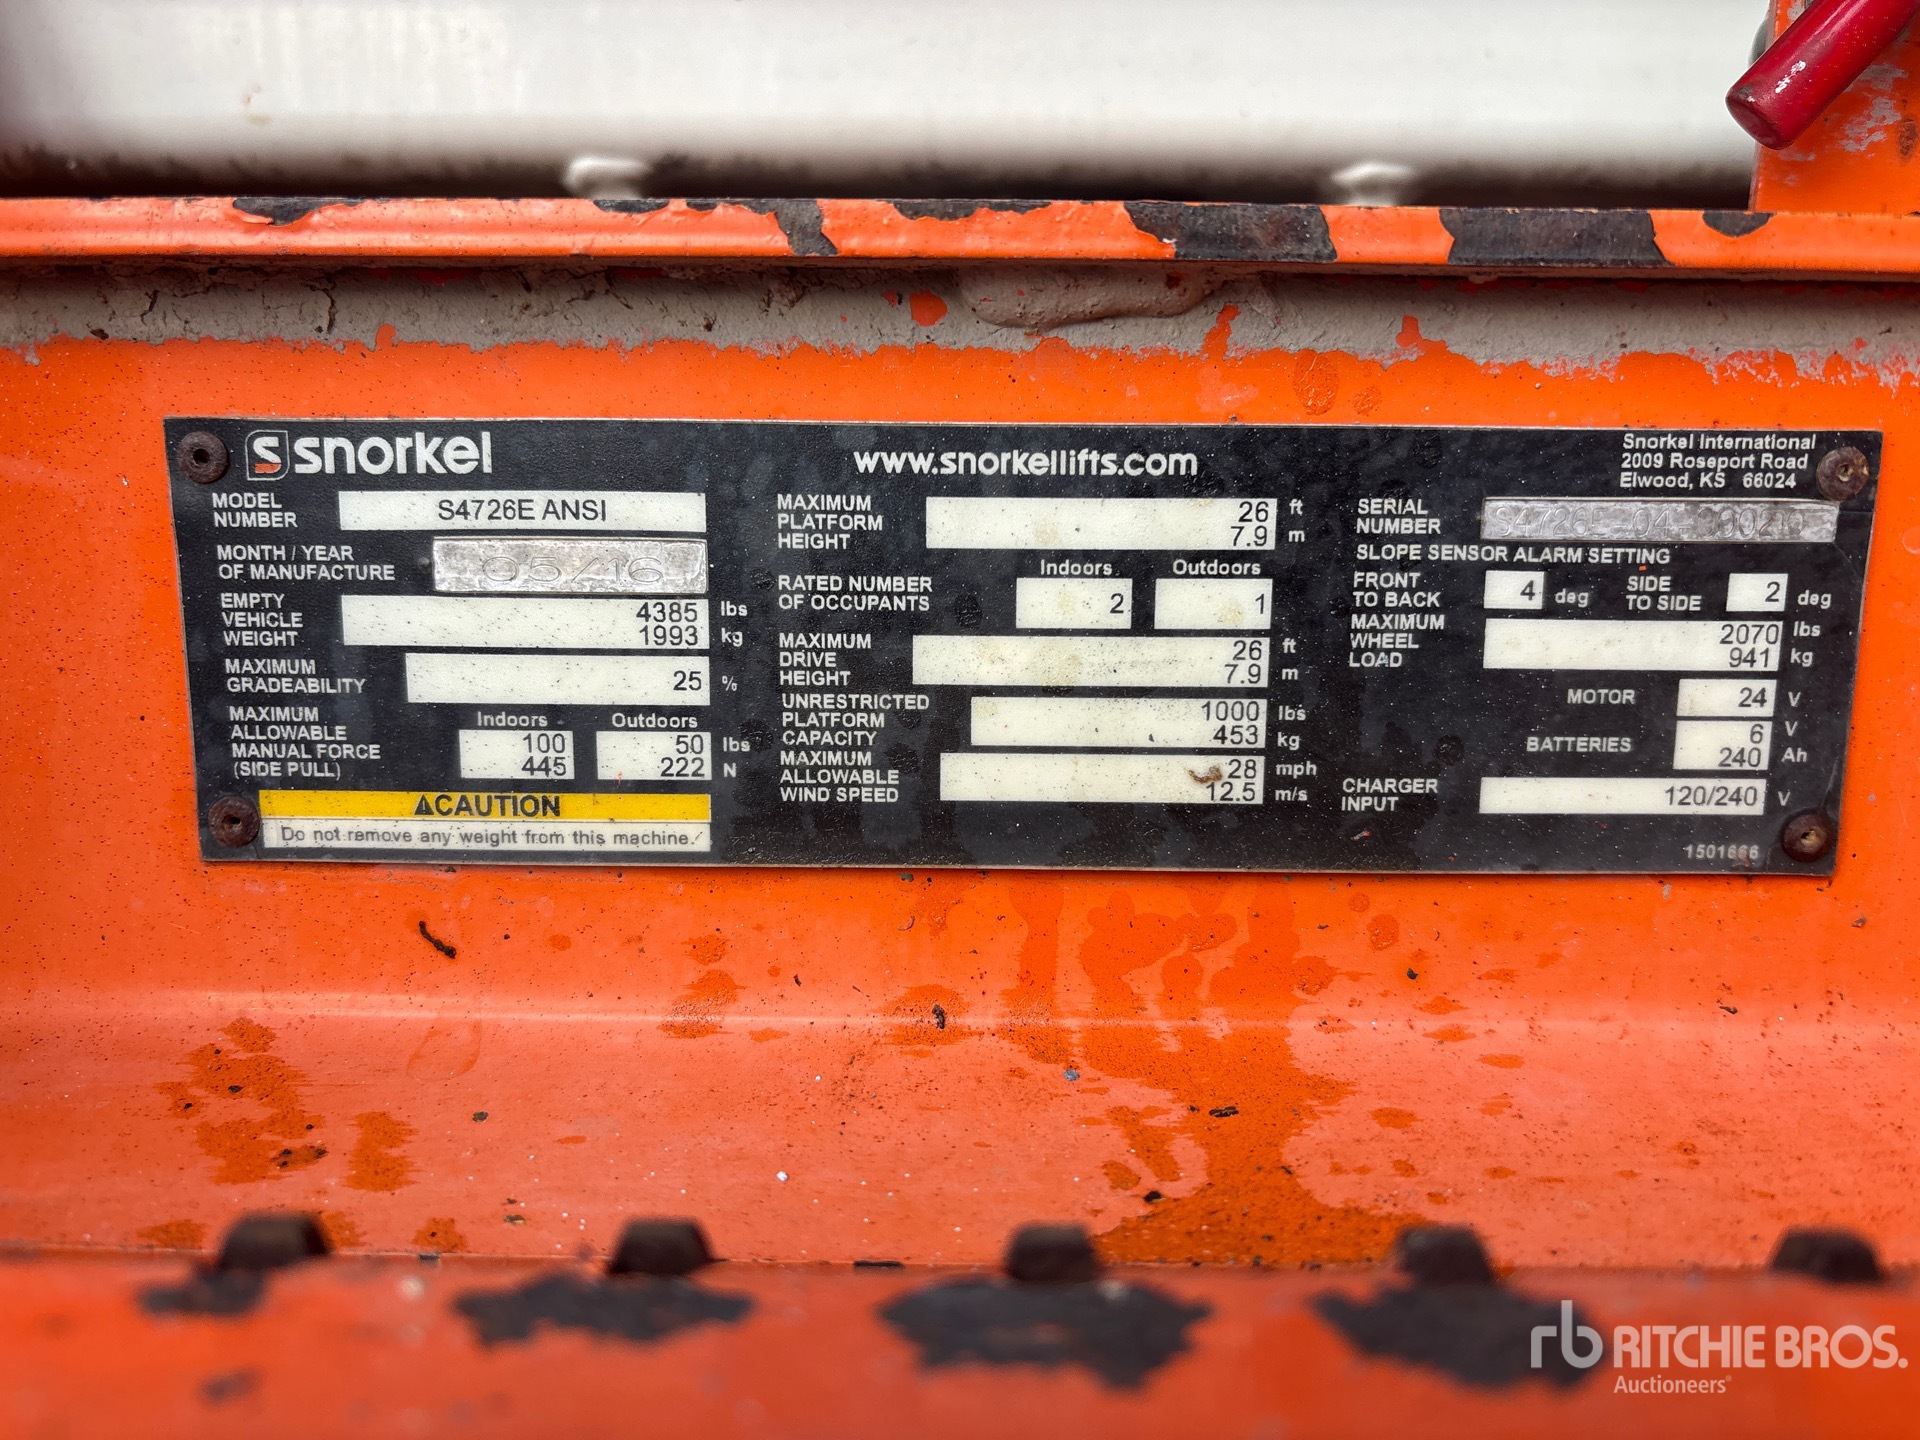 snorkel
MODEL NUMBER S4726E ANSI
MONTH / YEAR OF MANUFACTURE 05/16
EMPTY VEHICLE WEIGHT 4385 lbs 1993 kg
MAXIMUM GRADEABILITY 25 %
MAXIMUM ALLOWABLE MANUAL FORCE (SIDE PULL) Indoors 100 445 Outdoors 50 222 lbs N
CAUTION
Do not remove any weight from this machine.
www.snorkellifts.com
MAXIMUM PLATFORM HEIGHT 26 ft 7.9 m
RATED NUMBER OF OCCUPANTS Indoors 2 Outdoors 1
MAXIMUM DRIVE HEIGHT 26 ft 7.9 m
UNRESTRICTED PLATFORM CAPACITY 1000 lbs 453 kg
MAXIMUM ALLOWABLE WIND SPEED 28 mph 12.5 m/s
Snorkel International
2009 Roseport Road
Elwood, KS 66024
SERIAL NUMBER
SLOPE SENSOR ALARM SETTING
FRONT TO BACK 4 deg SIDE TO SIDE 2 deg
MAXIMUM WHEEL LOAD 2070 lbs 941 kg
MOTOR 24 V
BATTERIES 6 V 240 Ah
CHARGER INPUT 120/240 V
1501666
rb RITCHIE BROS.
Auctioneers